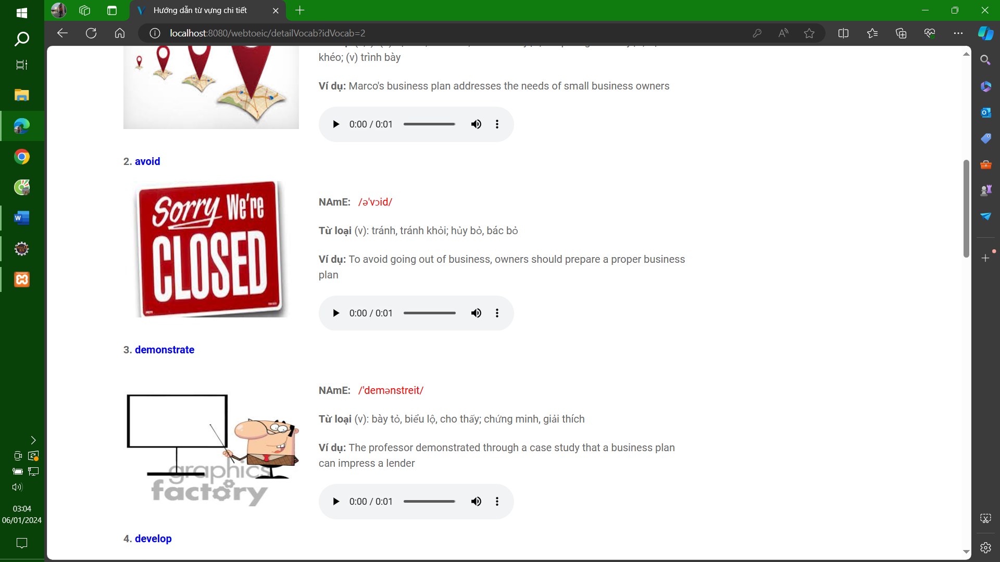 Hướng dẫn từ vựng chi tiết
localhost:8080/webtoeic/detailVocab?idVocab=2
khéo; (v) trình bày
Ví dụ: Marco's business plan addresses the needs of small business owners
0:00 / 0:01
2. avoid
Sorry We're
CLOSED
NAmE: /ə'vɔid/
Từ loại (v): tránh, tránh khỏi; hủy bỏ, bác bỏ
Ví dụ: To avoid going out of business, owners should prepare a proper business
plan
0:00 / 0:01
3. demonstrate
NAmE: /'demənstreit/
Từ loại (v): bày tỏ, biểu lộ, cho thấy; chứng minh, giải thích
Ví dụ: The professor demonstrated through a case study that a business plan
can impress a lender
graphics
factory
0:00 / 0:01
4. develop
03:04
06/01/2024